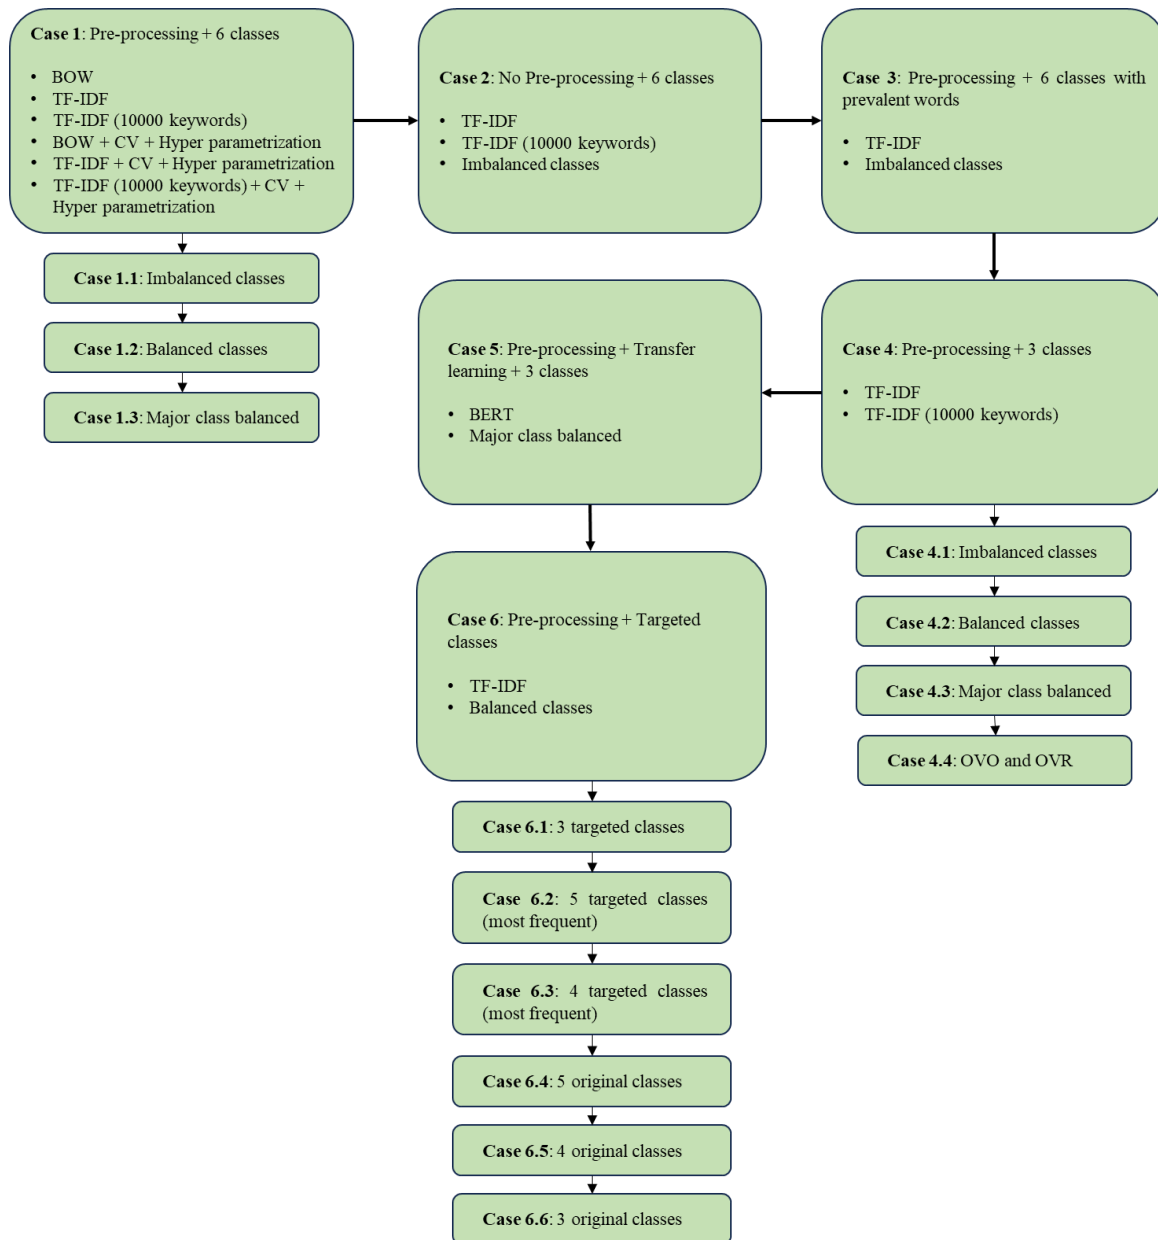 Case 1: Pre-processing + 6 classes
• BOW
• TF-IDF
• TF-IDF (10000 keywords)
• BOW + CV + Hyper parametrization
• TF-IDF + CV + Hyper parametrization
• TF-IDF (10000 keywords) + CV +
Hyper parametrization
Case 1.1: Imbalanced classes
Case 1.2: Balanced classes
Case 1.3: Major class balanced
Case 2: No Pre-processing + 6 classes
• TF-IDF
• TF-IDF (10000 keywords)
• Imbalanced classes
Case 3: Pre-processing + 6 classes with
prevalent words
• TF-IDF
• Imbalanced classes
Case 4: Pre-processing + 3 classes
• TF-IDF
• TF-IDF (10000 keywords)
Case 4.1: Imbalanced classes
Case 4.2: Balanced classes
Case 4.3: Major class balanced
Case 4.4: OVO and OVR
Case 5: Pre-processing + Transfer
learning + 3 classes
• BERT
• Major class balanced
Case 6: Pre-processing + Targeted
classes
• TF-IDF
• Balanced classes
Case 6.1: 3 targeted classes
Case 6.2: 5 targeted classes
(most frequent)
Case 6.3: 4 targeted classes
(most frequent)
Case 6.4: 5 original classes
Case 6.5: 4 original classes
Case 6.6: 3 original classes